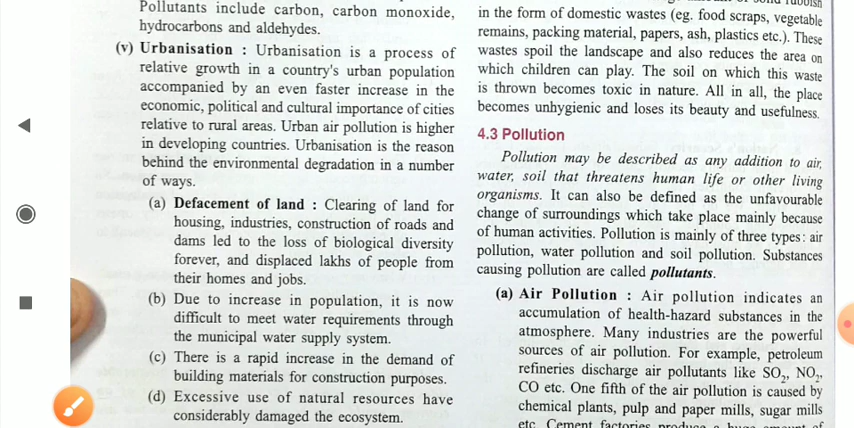 Pollutants include carbon, carbon monoxide,
hydrocarbons and aldehydes.
(v) Urbanisation : Urbanisation is a process of
relative growth in a country's urban population
accompanied by an even faster increase in the
economic, political and cultural importance of cities
relative to rural areas. Urban air pollution is higher
in developing countries. Urbanisation is the reason
behind the environmental degradation in a number
of ways.
(a) Defacement of land : Clearing of land for
housing, industries, construction of roads and
dams led to the loss of biological diversity
forever, and displaced lakhs of people from
their homes and jobs.
(b) Due to increase in population, it is now
difficult to meet water requirements through
the municipal water supply system.
(c) There is a rapid increase in the demand of
building materials for construction purposes.
(d) Excessive use of natural resources have
considerably damaged the ecosystem.
rubbish
in the form of domestic wastes (eg. food scraps, vegetable
remains, packing material, papers, ash, plastics etc.). These
wastes spoil the landscape and also reduces the area on
which children can play. The soil on which this waste
is thrown becomes toxic in nature. All in all, the place
becomes unhygienic and loses its beauty and usefulness.
4.3 Pollution
Pollution may be described as any addition to air,
water, soil that threatens human life or other living
organisms. It can also be defined as the unfavourable
change of surroundings which take place mainly because
of human activities. Pollution is mainly of three types: air
pollution, water pollution and soil pollution. Substances
causing pollution are called pollutants.
(a) Air Pollution : Air pollution indicates an
accumulation of health-hazard substances in the
atmosphere. Many industries are the powerful
sources of air pollution. For example, petroleum
refineries discharge air pollutants like SO₂, NO₂,
CO etc. One fifth of the air pollution is caused by
chemical plants, pulp and paper mills, sugar mills
etc. Cement factories produce a huge amount of